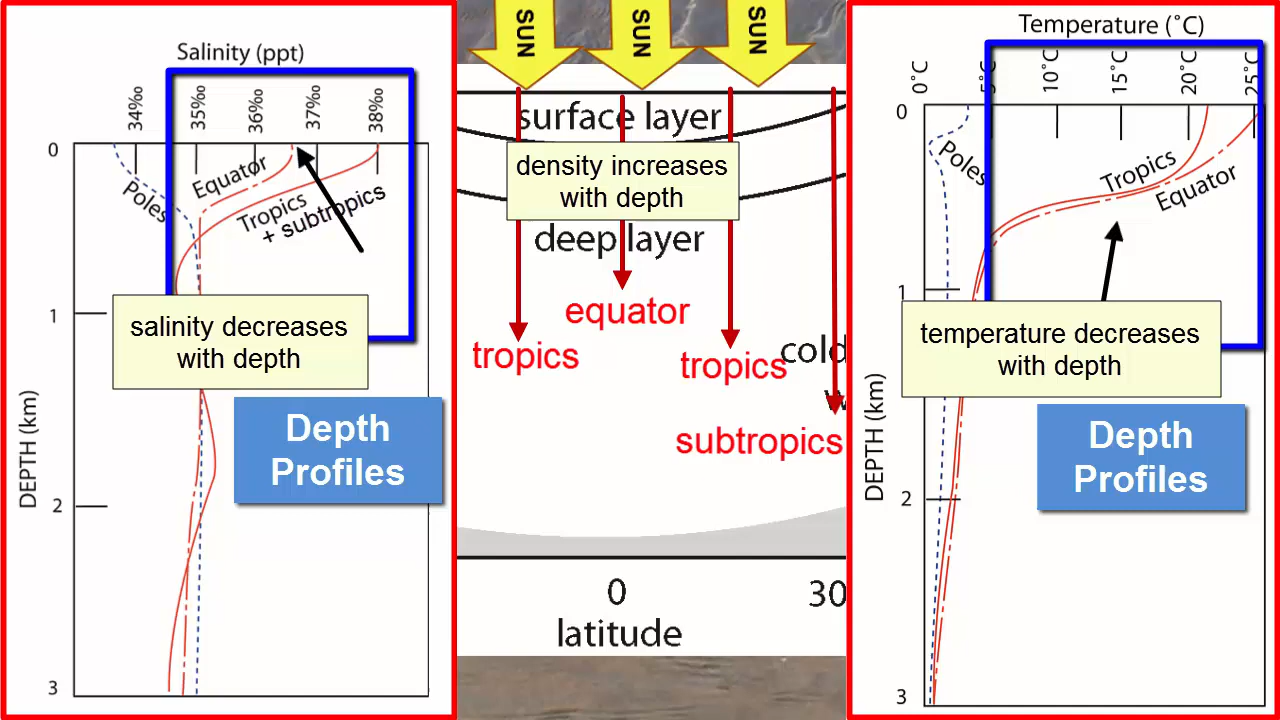 Salinity (ppt)
34‰
35‰
36‰
37‰
38‰
0
Equator
Poles
Tropics
+ subtropics
1
salinity decreases
with depth
Depth
Profiles
DEPTH (km)
2
3
SUN
SUN
SUN
surface layer
density increases
with depth
deep layer
equator
tropics
tropics
cold
w
subtropics
0
30
latitude
Temperature (˚C)
0˚C
5˚C
10˚C
15˚C
20˚C
25˚C
0
Poles
Tropics
Equator
1
temperature decreases
with depth
Depth
Profiles
DEPTH (km)
2
3